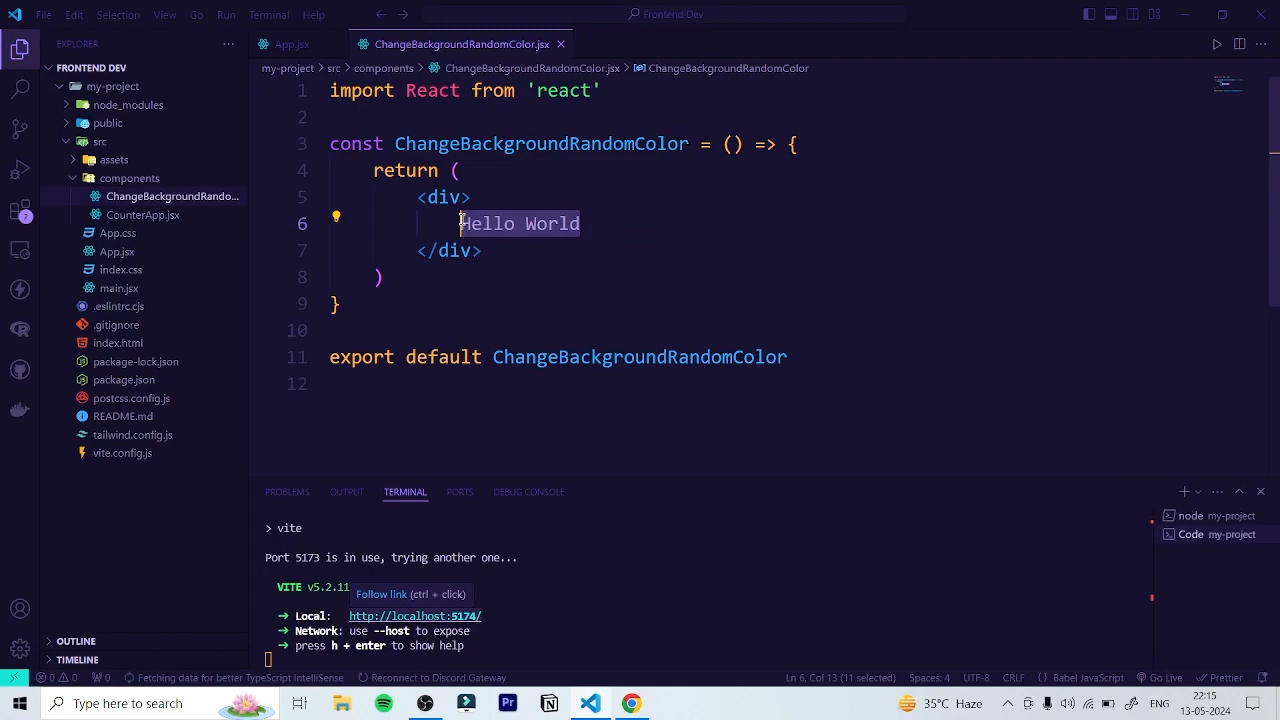 File Edit Selection View Go Run Terminal Help
Frontend Dev
EXPLORER
App.jsx
ChangeBackgroundRandomColor.jsx
FRONTEND DEV
my-project > src > components > ChangeBackgroundRandomColor.jsx > ChangeBackgroundRandomColor
my-project
node_modules
public
src
assets
components
ChangeBackgroundRando...
CounterApp.jsx
App.css
App.jsx
index.css
main.jsx
.eslintrc.cjs
.gitignore
index.html
package-lock.json
package.json
postcss.config.js
README.md
tailwind.config.js
vite.config.js
OUTLINE
TIMELINE
1 import React from 'react'
2
3 const ChangeBackgroundRandomColor = () => {
4 return (
5 <div>
6 Hello World
7 </div>
8 )
9 }
10
11 export default ChangeBackgroundRandomColor
12
2
PROBLEMS OUTPUT TERMINAL PORTS DEBUG CONSOLE
> vite
Port 5173 is in use, trying another one...
VITE v5.2.11
Follow link (ctrl + click)
➜ Local: http://localhost:5174/
➜ Network: use --host to expose
➜ press h + enter to show help
node my-project
Code my-project
0 0 0 Fetching data for better TypeScript IntelliSense Reconnect to Discord Gateway Ln 6, Col 13 (11 selected) Spaces: 4 UTF-8 CRLF {} Babel JavaScript Go Live Prettier
Type here to search
35°C Haze
ENG
22:51
13-05-2024